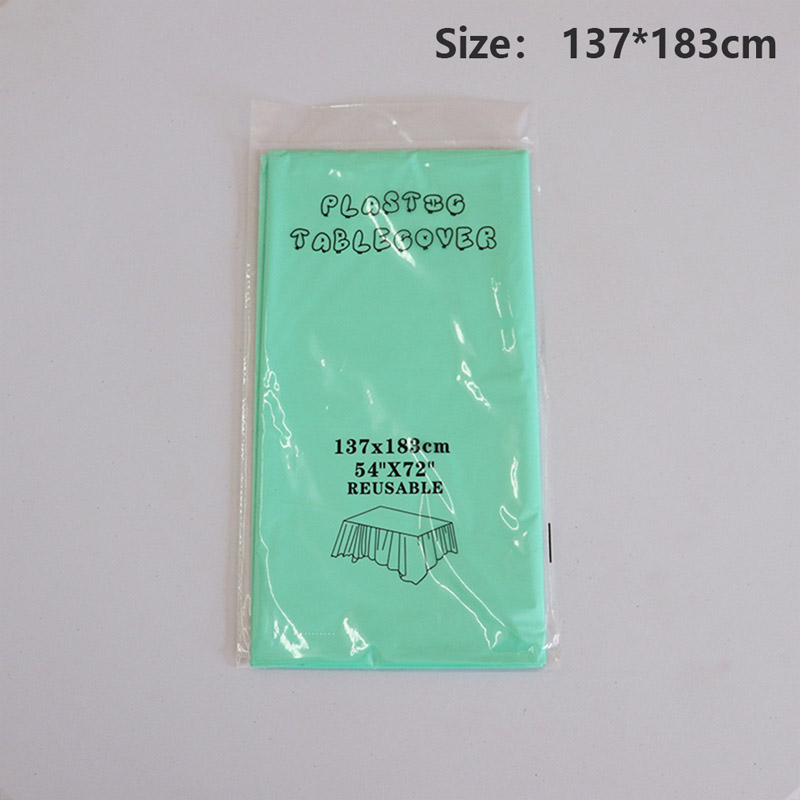 Size： 137*183cm
PLASTIC
TABLECOVER
137x183cm
54"X72"
REUSABLE